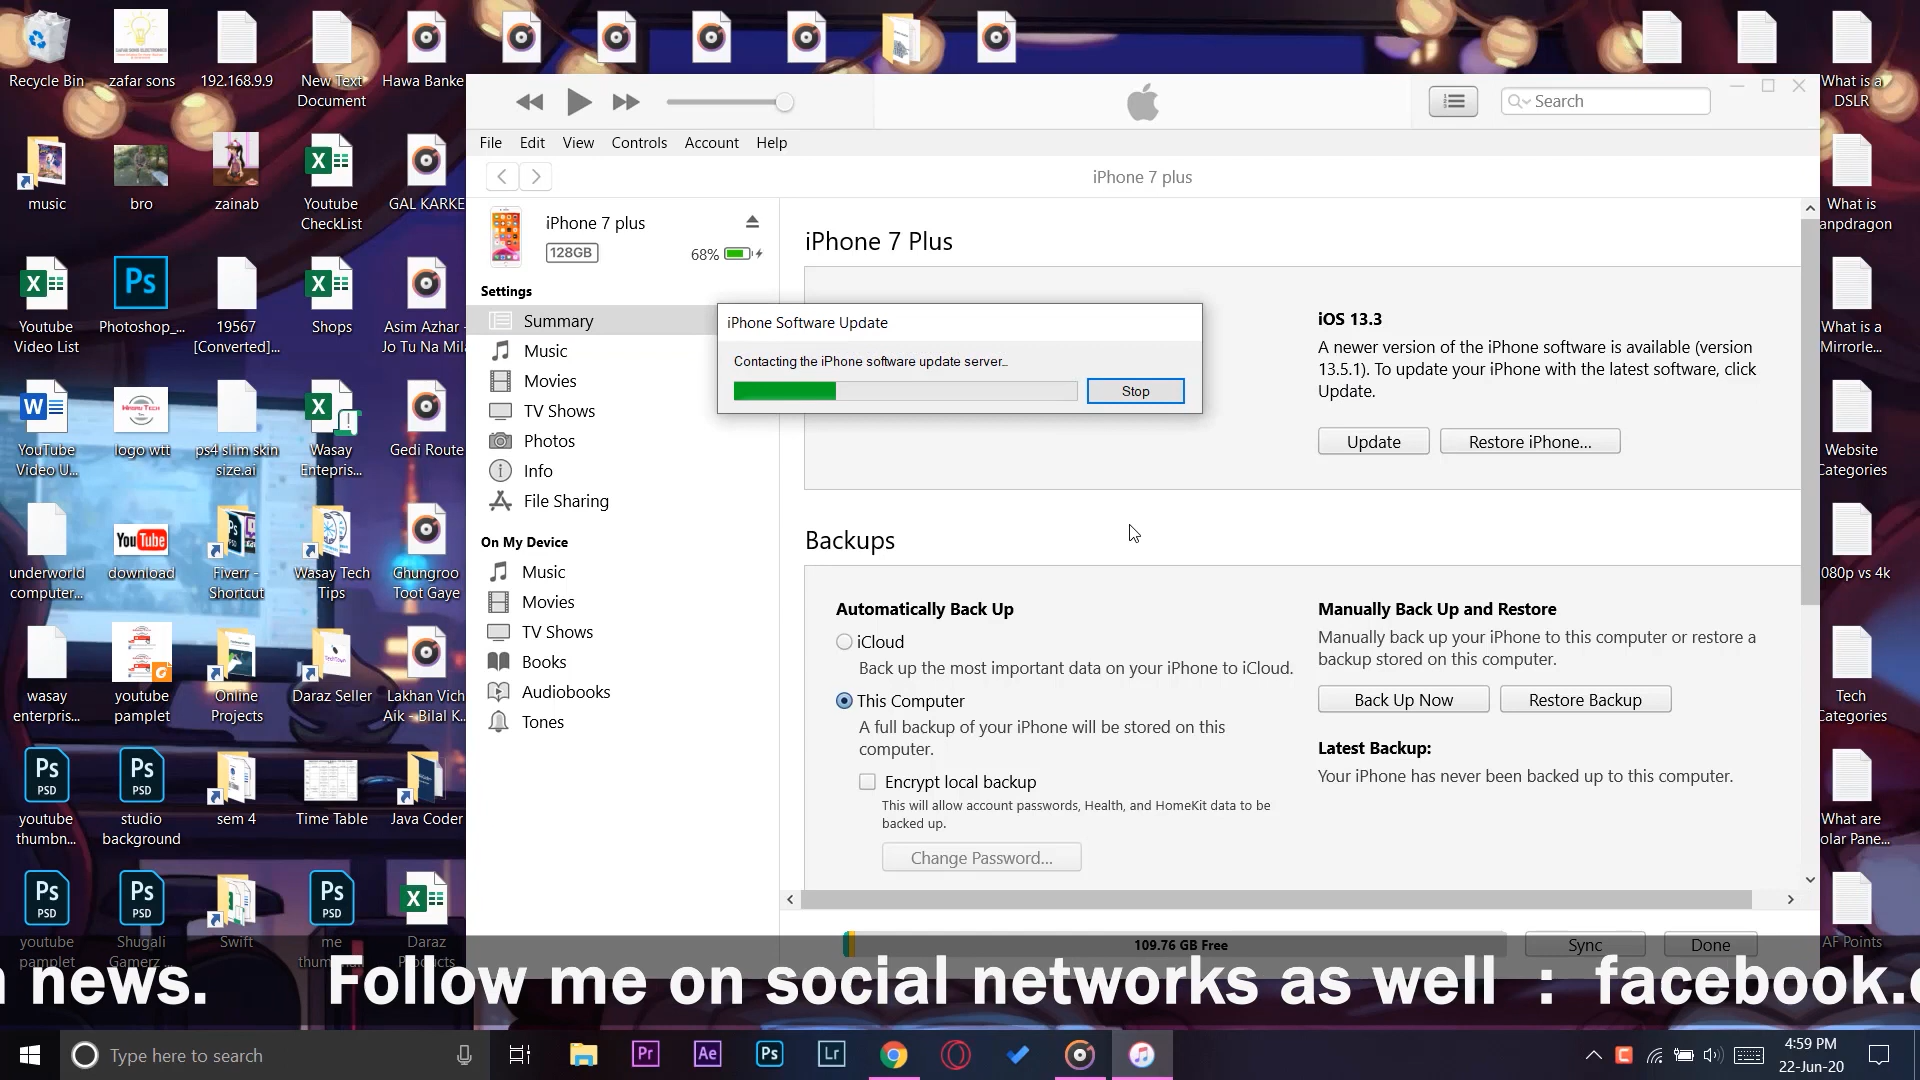 Recycle Bin
zafar sons
192.168.9.9
New Text
Document
Hawa Banke
What is a
DSLR
music
bro
zainab
Youtube
CheckList
GAL KARKE
What is
anpdragon
Youtube
Video List
Photoshop_...
19567
[Converted]...
Shops
Asim Azhar -
Jo Tu Na Mila
What is a
Mirrorle...
YouTube
Video U...
logo wtt
ps4 slim skin
size.ai
Wasay
Entepris...
Gedi Route
Website
Categories
underworld
computer...
YouTube
download
Fiverr -
Shortcut
Wasay Tech
Tips
Ghungroo
Toot Gaye
080p vs 4k
wasay
enterpris...
youtube
pamplet
Online
Projects
Daraz Seller
Lakhan Vich
Aik - Bilal K...
Tech
Categories
youtube
thumbn...
studio
background
sem 4
Time Table
Java Coder
What are
olar Pane...
youtube
pamplet
Shugali
Gamerz ...
Swift
me
Daraz
AF Points
Search
File Edit View Controls Account Help
iPhone 7 plus
iPhone 7 plus
128GB
68%
Settings
Summary
Music
Movies
TV Shows
Photos
Info
File Sharing
On My Device
Music
Movies
TV Shows
Books
Audiobooks
Tones
iPhone 7 Plus
iPhone Software Update
Contacting the iPhone software update server...
Stop
iOS 13.3
A newer version of the iPhone software is available (version
13.5.1). To update your iPhone with the latest software, click
Update.
Update
Restore iPhone...
Backups
Automatically Back Up
iCloud
Back up the most important data on your iPhone to iCloud.
This Computer
A full backup of your iPhone will be stored on this
computer.
Encrypt local backup
This will allow account passwords, Health, and HomeKit data to be
backed up.
Change Password...
Manually Back Up and Restore
Manually back up your iPhone to this computer or restore a
backup stored on this computer.
Back Up Now
Restore Backup
Latest Backup:
Your iPhone has never been backed up to this computer.
109.76 GB Free
Sync
Done
n news. Follow me on social networks as well : facebook.c
Type here to search
4:59 PM
22-Jun-20